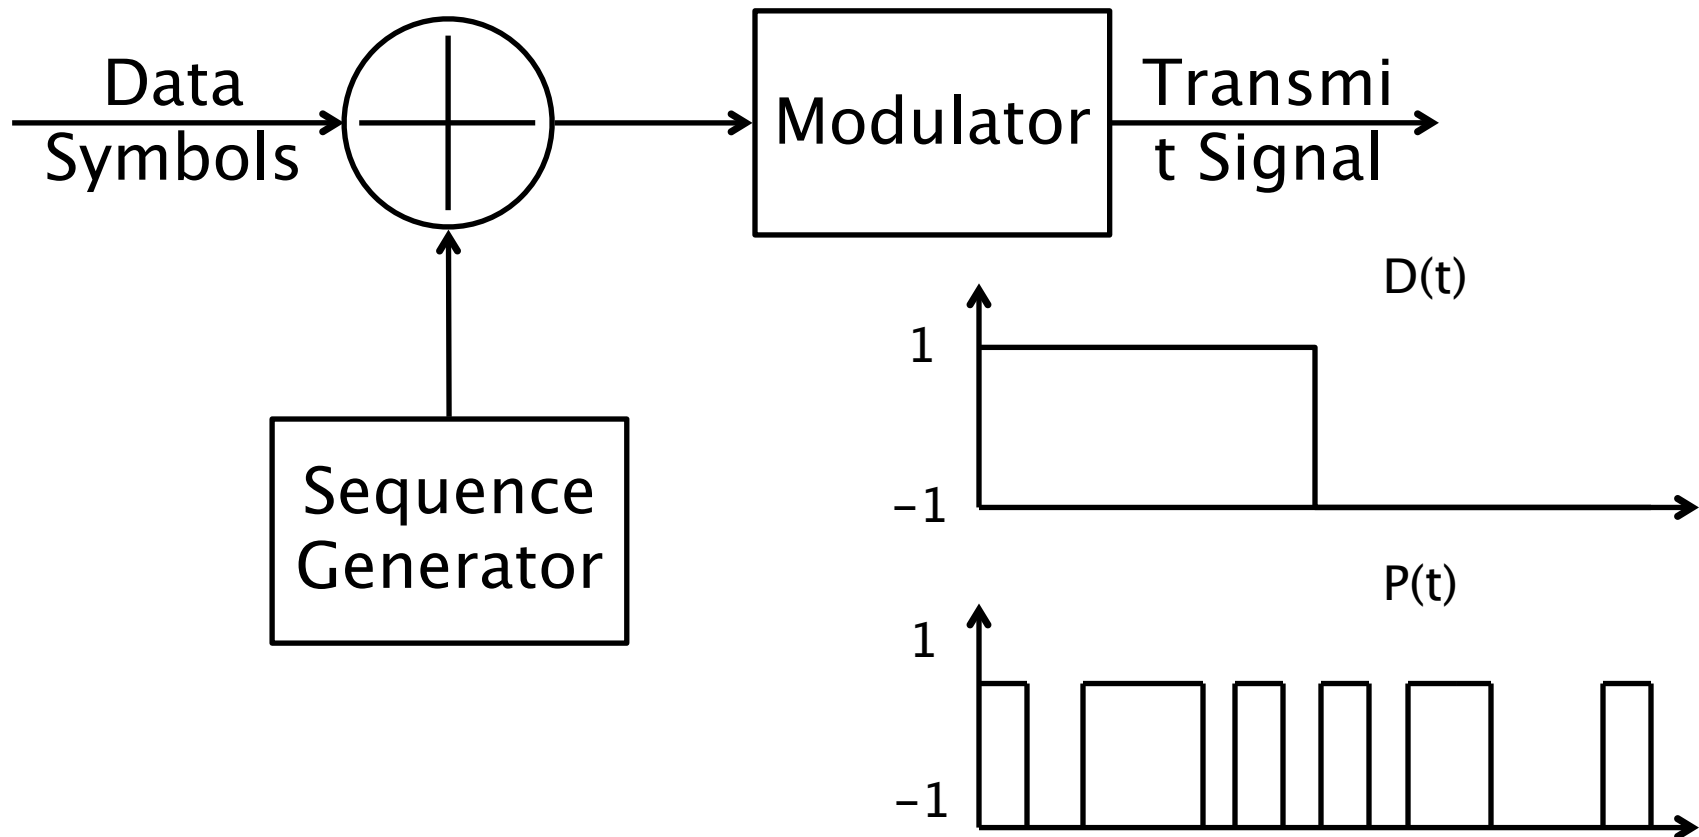 Data
Symbols
Modulator
Transmi
t Signal
Sequence
Generator
D(t)
1
-1
P(t)
1
-1